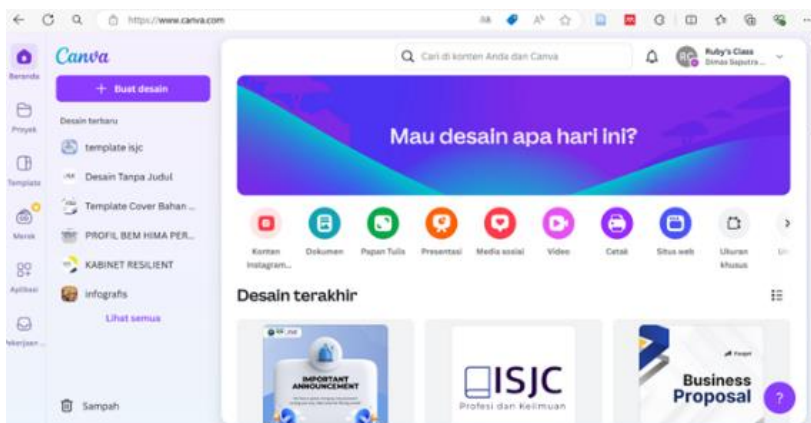 https://www.canva.com
Beranda
Proyek
Template
Merek
Aplikasi
Canva
+ Buat desain
Desain terbaru
template isjc
Desain Tanpa Judul
Template Cover Bahan ...
PROFIL BEM HIMA PER...
KABINET RESILIENT
infografis
Lihat semua
Sampah
Cari di konten Anda dan Canva
RC
Ruby's Class
Dimas Saputra ...
Mau desain apa hari ini?
Konten Instagram...
Dokumen
Papan Tulis
Presentasi
Media sosial
Video
Cetak
Situs web
Ukuran khusus
Desain terakhir
IMPORTANT
ANNOUNCEMENT
ISJC
Profesi dan Keilmuan
Business
Proposal
?